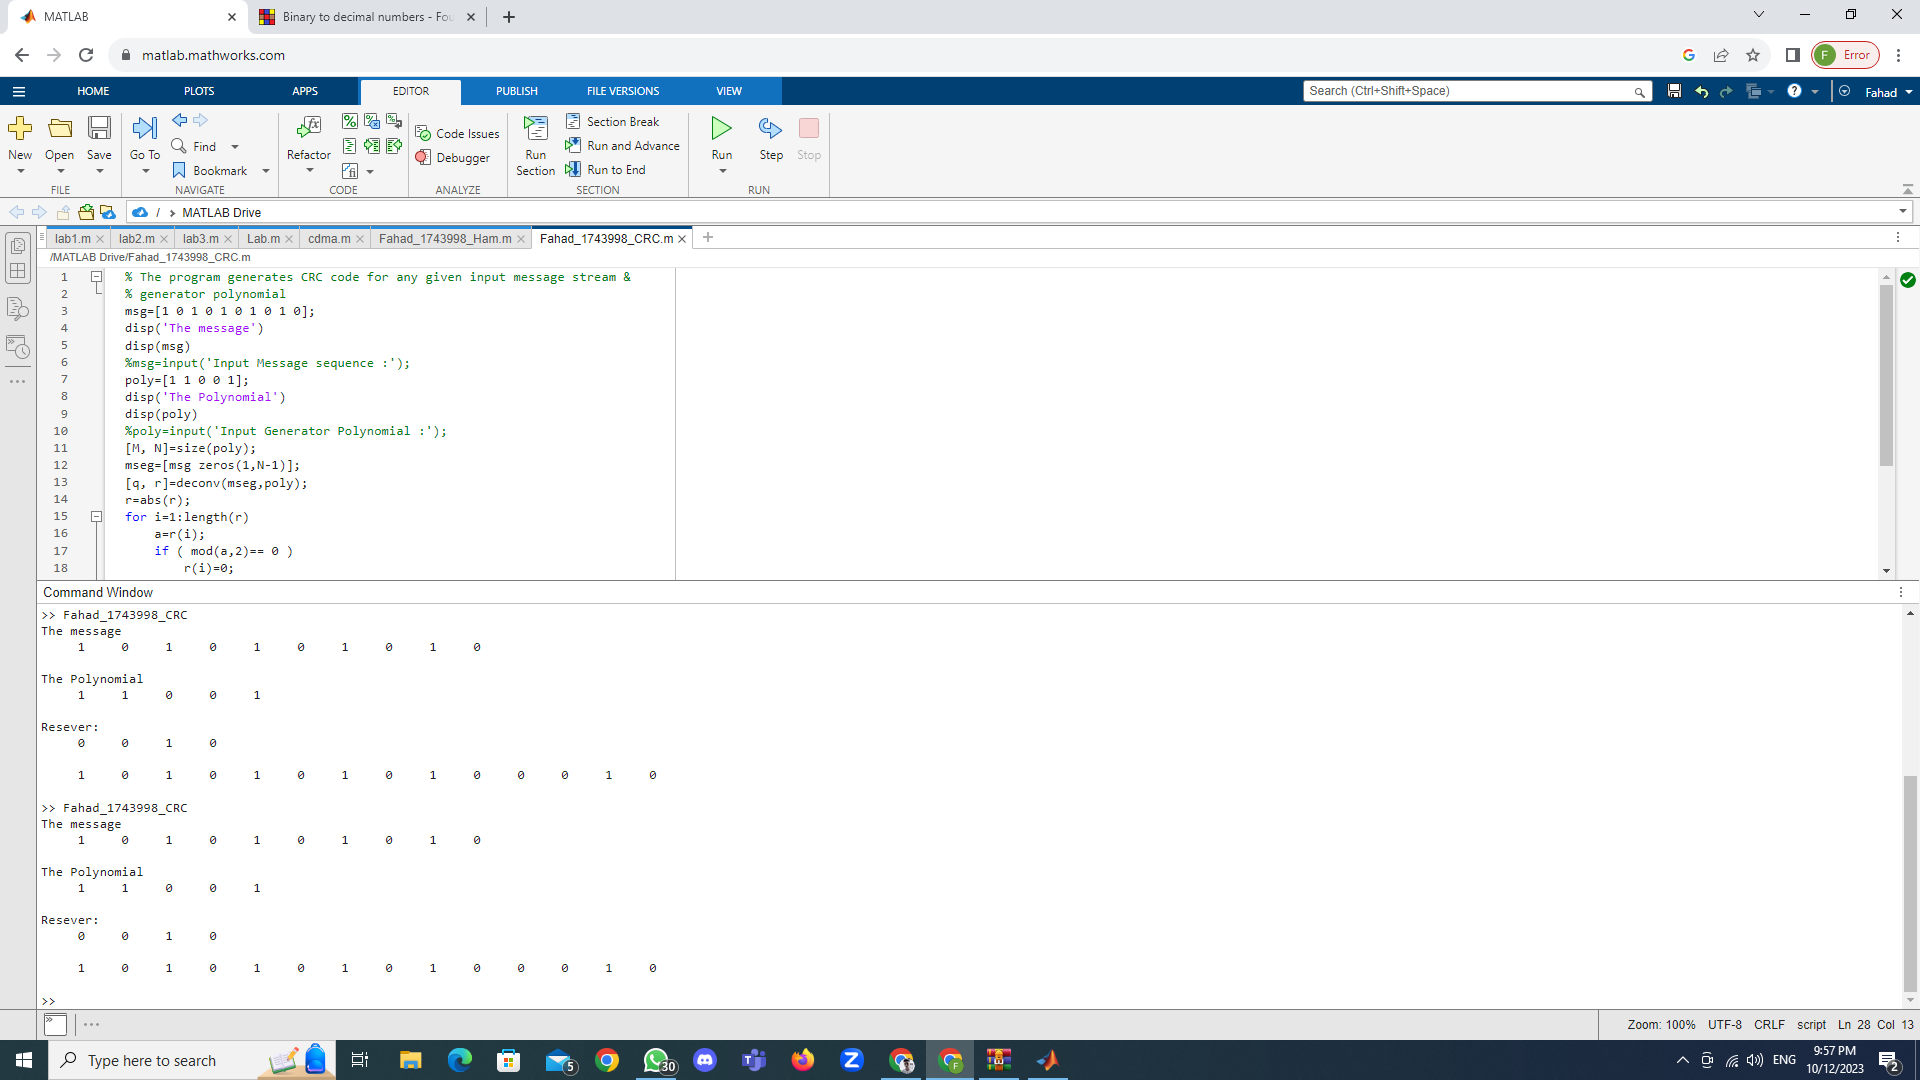 MATLAB
Binary to decimal numbers - Fou
matlab.mathworks.com
F Error
HOME PLOTS APPS EDITOR PUBLISH FILE VERSIONS VIEW
Search (Ctrl+Shift+Space)
Fahad
New Open Save
FILE
Go To Find Bookmark
NAVIGATE
Refactor
CODE
Code Issues
Debugger
ANALYZE
Run Section
Section Break
Run and Advance
Run to End
SECTION
Run Step Stop
RUN
/ MATLAB Drive
lab1.m lab2.m lab3.m Lab.m cdma.m Fahad_1743998_Ham.m Fahad_1743998_CRC.m
/MATLAB Drive/Fahad_1743998_CRC.m
1 % The program generates CRC code for any given input message stream &
2 % generator polynomial
3 msg=[1 0 1 0 1 0 1 0 1 0];
4 disp('The message')
5 disp(msg)
6 %msg=input('Input Message sequence :');
7 poly=[1 1 0 0 1];
8 disp('The Polynomial')
9 disp(poly)
10 %poly=input('Input Generator Polynomial :');
11 [M, N]=size(poly);
12 mseg=[msg zeros(1,N-1)];
13 [q, r]=deconv(mseg,poly);
14 r=abs(r);
15 for i=1:length(r)
16 a=r(i);
17 if ( mod(a,2)== 0 )
18 r(i)=0;
Command Window
>> Fahad_1743998_CRC
The message
1 0 1 0 1 0 1 0 1 0
The Polynomial
1 1 0 0 1
Resever:
0 0 1 0
1 0 1 0 1 0 1 0 1 0 0 0 1 0
>> Fahad_1743998_CRC
The message
1 0 1 0 1 0 1 0 1 0
The Polynomial
1 1 0 0 1
Resever:
0 0 1 0
1 0 1 0 1 0 1 0 1 0 0 0 1 0
>>
Zoom: 100% UTF-8 CRLF script Ln 28 Col 13
Type here to search
5
30
ENG
9:57 PM
10/12/2023
2